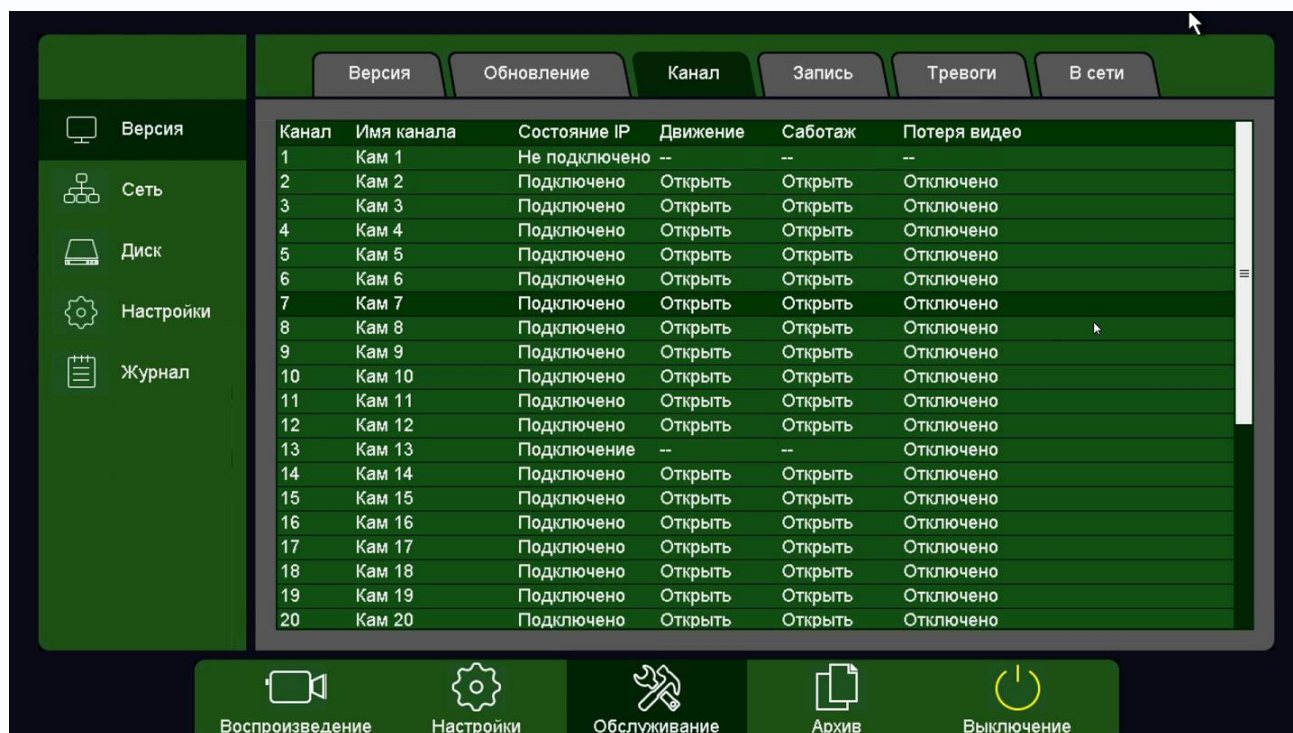 Версия Обновление Канал Запись Тревоги В сети
Версия
Сеть
Диск
Настройки
Журнал
Канал Имя канала Состояние IP Движение Саботаж Потеря видео
1 Кам 1 Не подключено -- -- --
2 Кам 2 Подключено Открыть Открыть Отключено
3 Кам 3 Подключено Открыть Открыть Отключено
4 Кам 4 Подключено Открыть Открыть Отключено
5 Кам 5 Подключено Открыть Открыть Отключено
6 Кам 6 Подключено Открыть Открыть Отключено
7 Кам 7 Подключено Открыть Открыть Отключено
8 Кам 8 Подключено Открыть Открыть Отключено
9 Кам 9 Подключено Открыть Открыть Отключено
10 Кам 10 Подключено Открыть Открыть Отключено
11 Кам 11 Подключено Открыть Открыть Отключено
12 Кам 12 Подключено Открыть Открыть Отключено
13 Кам 13 Подключение -- -- Отключено
14 Кам 14 Подключено Открыть Открыть Отключено
15 Кам 15 Подключено Открыть Открыть Отключено
16 Кам 16 Подключено Открыть Открыть Отключено
17 Кам 17 Подключено Открыть Открыть Отключено
18 Кам 18 Подключено Открыть Открыть Отключено
19 Кам 19 Подключено Открыть Открыть Отключено
20 Кам 20 Подключено Открыть Открыть Отключено
Воспроизведение Настройки Обслуживание Архив Выключение